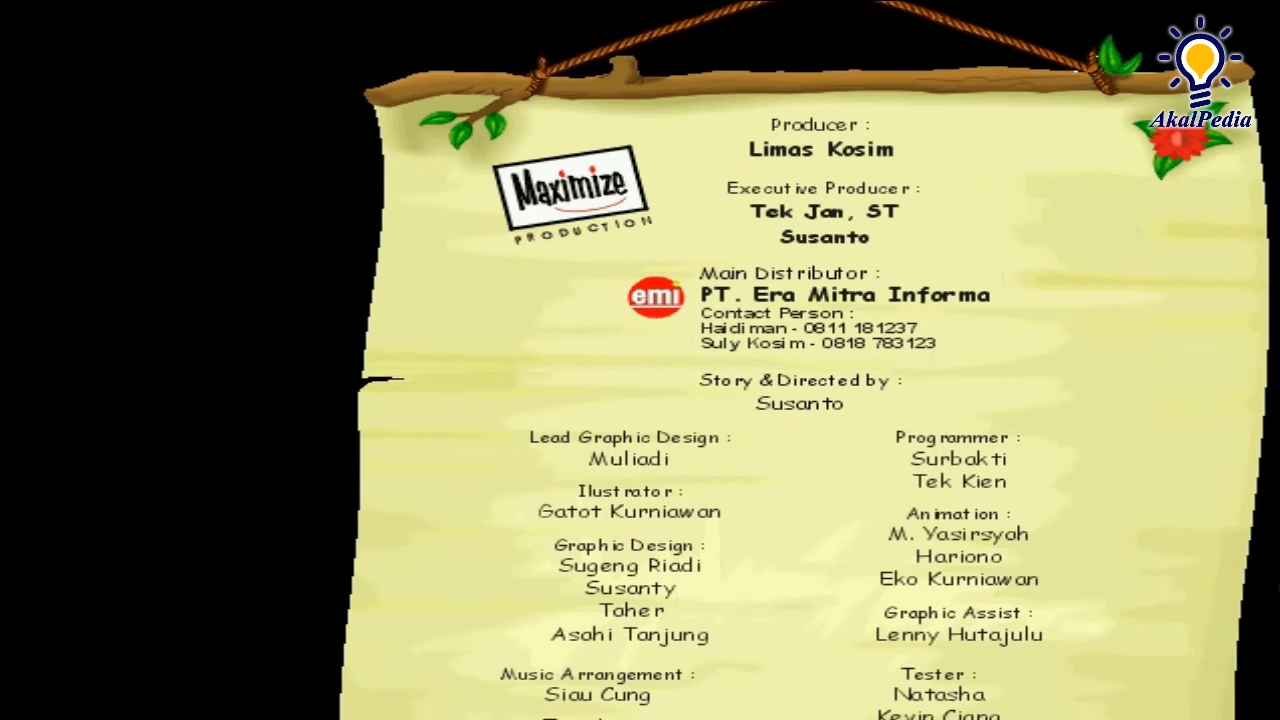 AkalPedia
Maximize
PRODUCTION
Producer :
Limas Kosim
Executive Producer :
Tek Jan, ST
Susanto
emi
Main Distributor :
PT. Era Mitra Informa
Contact Person :
Haidiman - 0811 181237
Suly Kosim - 0818 783123
Story & Directed by :
Susanto
Lead Graphic Design :
Muliadi
Ilustrator :
Gatot Kurniawan
Graphic Design :
Sugeng Riadi
Susanty
Taher
Asahi Tanjung
Music Arrangement :
Siau Cung
Programmer :
Surbakti
Tek Kien
Animation :
M. Yasirsyah
Hariono
Eko Kurniawan
Graphic Assist :
Lenny Hutajulu
Tester :
Natasha
Kevin Ciang